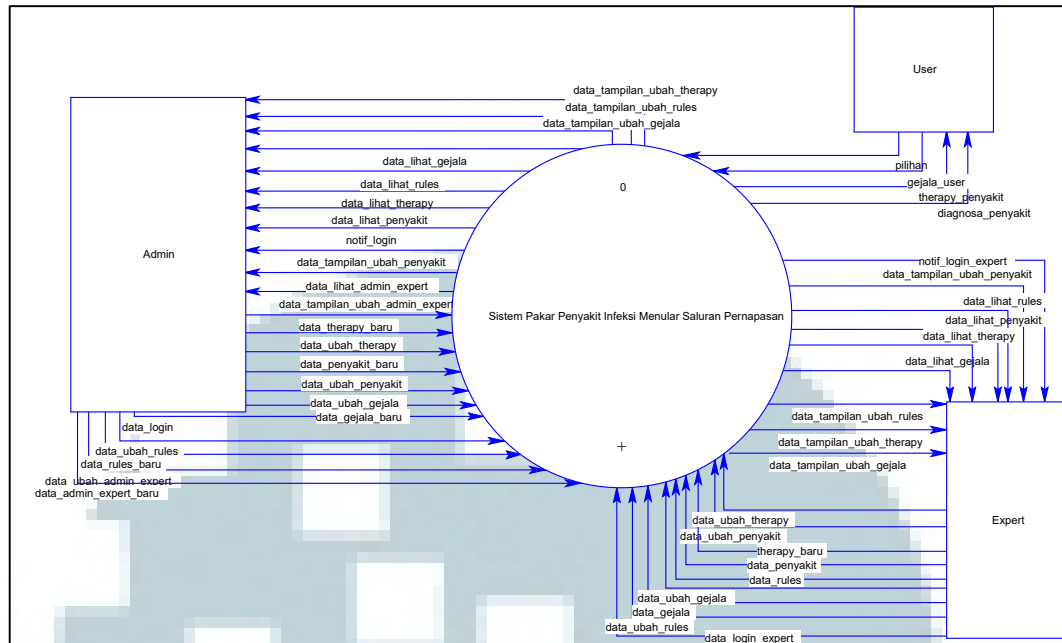 User
data_tampilan_ubah_therapy
data_tampilan_ubah_rules
data_tampilan_ubah_gejala
pilihan
gejala_user
therapy_penyakit
diagnosa_penyakit
data_lihat_gejala
data_lihat_rules
data_lihat_therapy
data_lihat_penyakit
notif_login
data_tampilan_ubah_penyakit
data_lihat_admin_expert
data_tampilan_ubah_admin_expert
Admin
data_therapy_baru
data_ubah_therapy
data_penyakit_baru
data_ubah_penyakit
data_ubah_gejala
data_gejala_baru
data_login
data_ubah_rules
data_rules_baru
data_ubah_admin_expert
data_admin_expert_baru
0
Sistem Pakar Penyakit Infeksi Menular Saluran Pernapasan
+
notif_login_expert
data_tampilan_ubah_penyakit
data_lihat_rules
data_lihat_penyakit
data_lihat_therapy
data_lihat_gejala
data_tampilan_ubah_rules
data_tampilan_ubah_therapy
data_tampilan_ubah_gejala
Expert
data_ubah_therapy
data_ubah_penyakit
therapy_baru
data_penyakit
data_rules
data_ubah_gejala
data_gejala
data_ubah_rules
data_login_expert